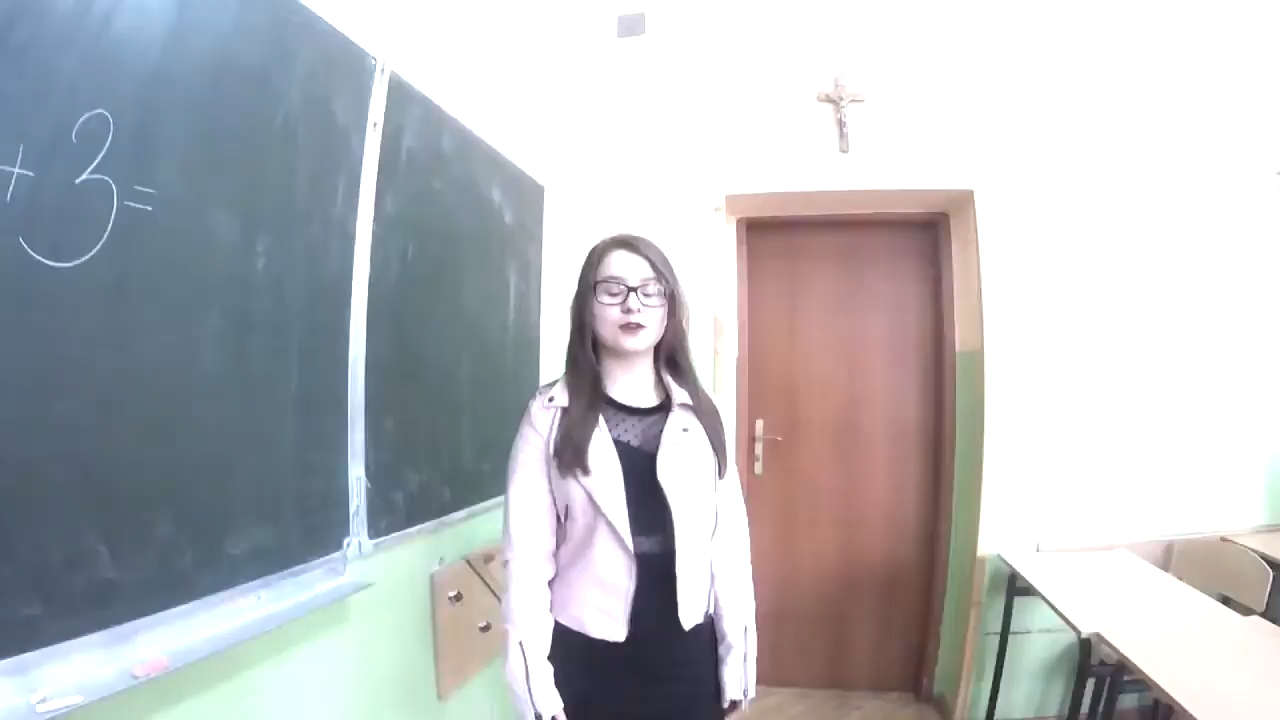 + 3 =